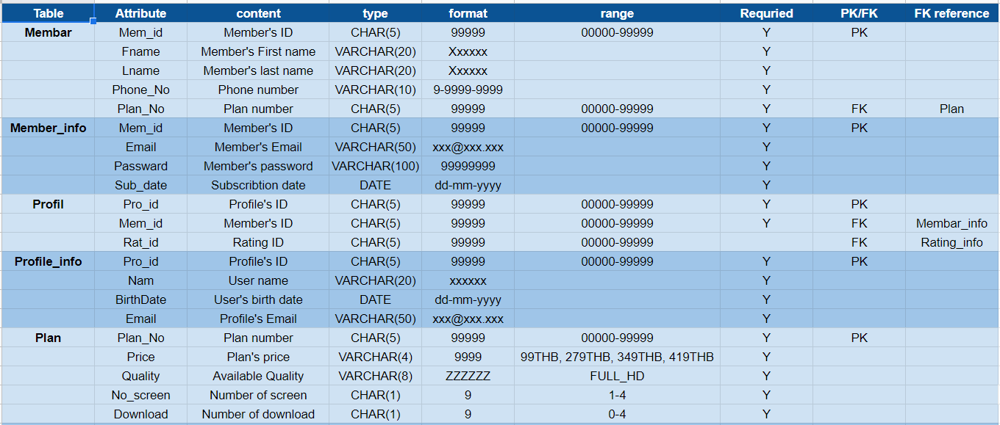 Table Attribute content type format range Requried PK/FK FK reference
Membar Mem_id Member's ID CHAR(5) 99999 00000-99999 Y PK
Fname Member's First name VARCHAR(20) Xxxxxx Y
Lname Member's last name VARCHAR(20) Xxxxxx Y
Phone_No Phone number VARCHAR(10) 9-9999-9999 Y
Plan_No Plan number CHAR(5) 99999 00000-99999 Y FK Plan
Member_info Mem_id Member's ID CHAR(5) 99999 00000-99999 Y PK
Email Member's Email VARCHAR(50) xxx@xxx.xxx Y
Passward Member's password VARCHAR(100) 99999999 Y
Sub_date Subscribtion date DATE dd-mm-yyyy Y
Profil Pro_id Profile's ID CHAR(5) 99999 00000-99999 Y PK
Mem_id Member's ID CHAR(5) 99999 00000-99999 Y FK Membar_info
Rat_id Rating ID CHAR(5) 99999 00000-99999 FK Rating_info
Profile_info Pro_id Profile's ID CHAR(5) 99999 00000-99999 Y PK
Nam User name VARCHAR(20) xxxxxx Y
BirthDate User's birth date DATE dd-mm-yyyy Y
Email Profile's Email VARCHAR(50) xxx@xxx.xxx Y
Plan Plan_No Plan number CHAR(5) 99999 00000-99999 Y PK
Price Plan's price VARCHAR(4) 9999 99THB, 279THB, 349THB, 419THB Y
Quality Available Quality VARCHAR(8) ZZZZZZ FULL_HD Y
No_screen Number of screen CHAR(1) 9 1-4 Y
Download Number of download CHAR(1) 9 0-4 Y